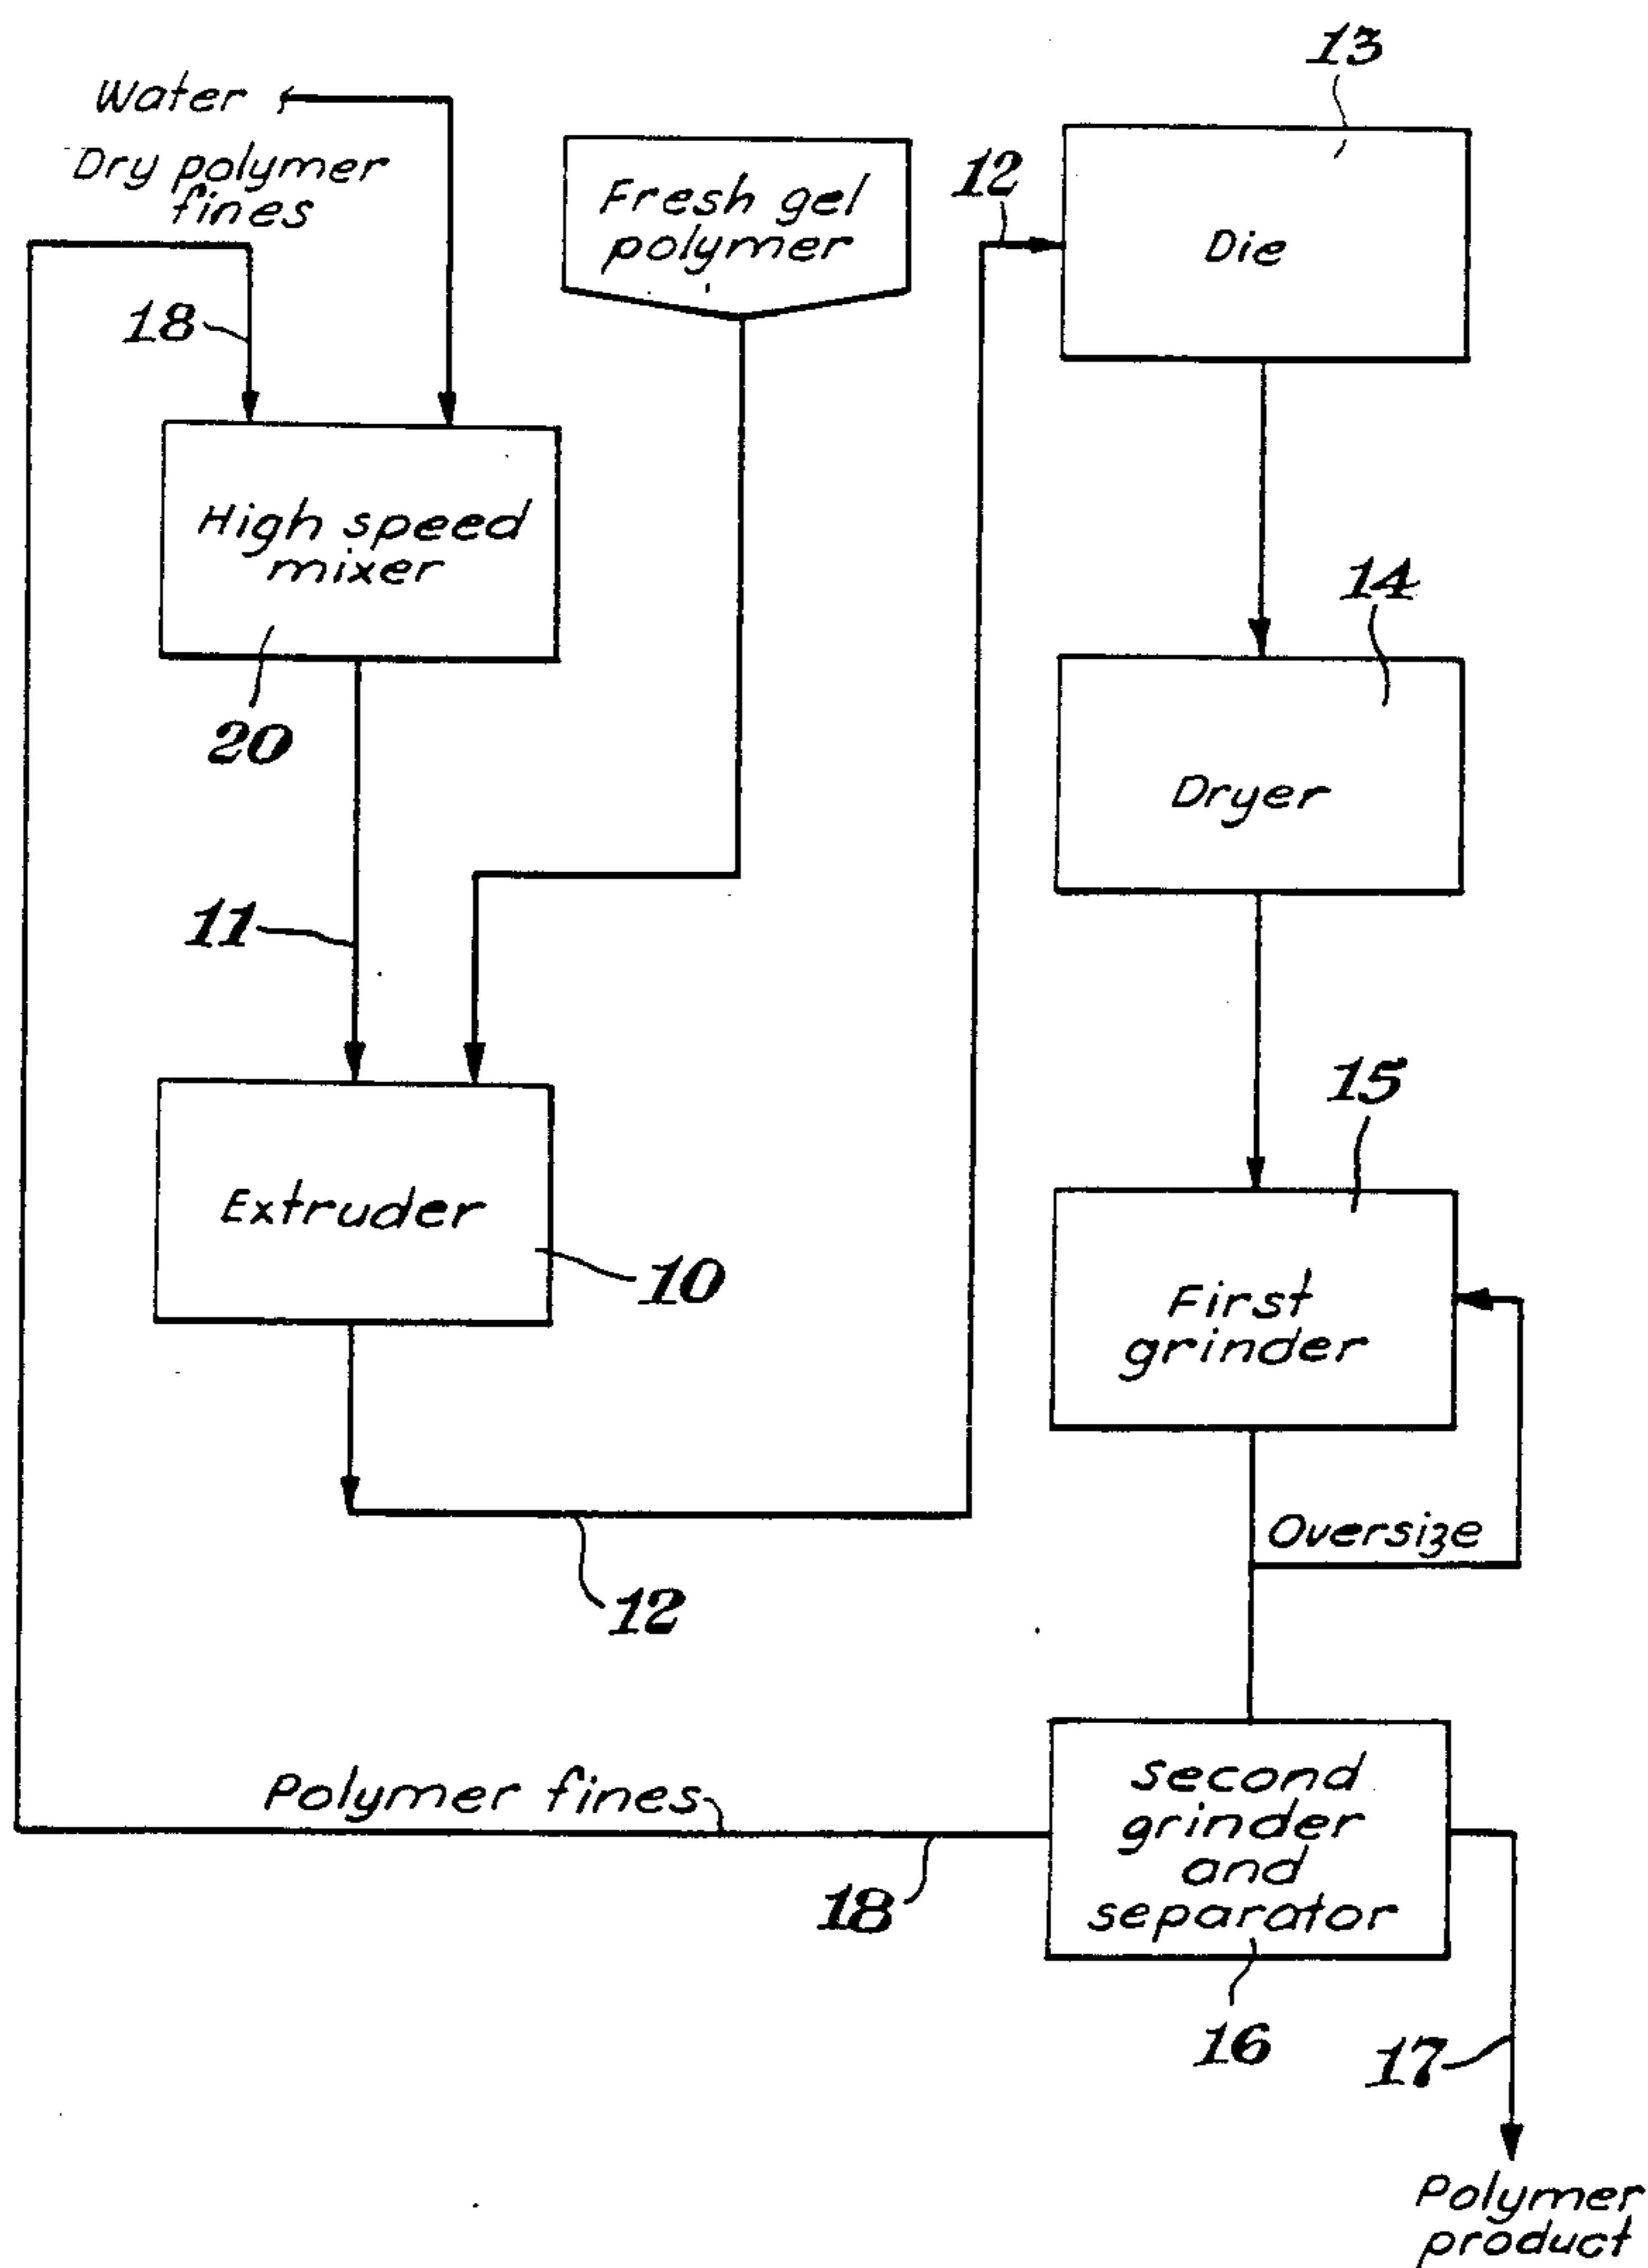 13
Water
Dry polymer
fines
Fresh gel
polymer
12
Die
18
High speed
mixer
20
14
Dryer
11
15
Extruder
10
First
grinder
Oversize
12
Polymer fines
18
Second
grinder
and
separator
16
17
Polymer
product